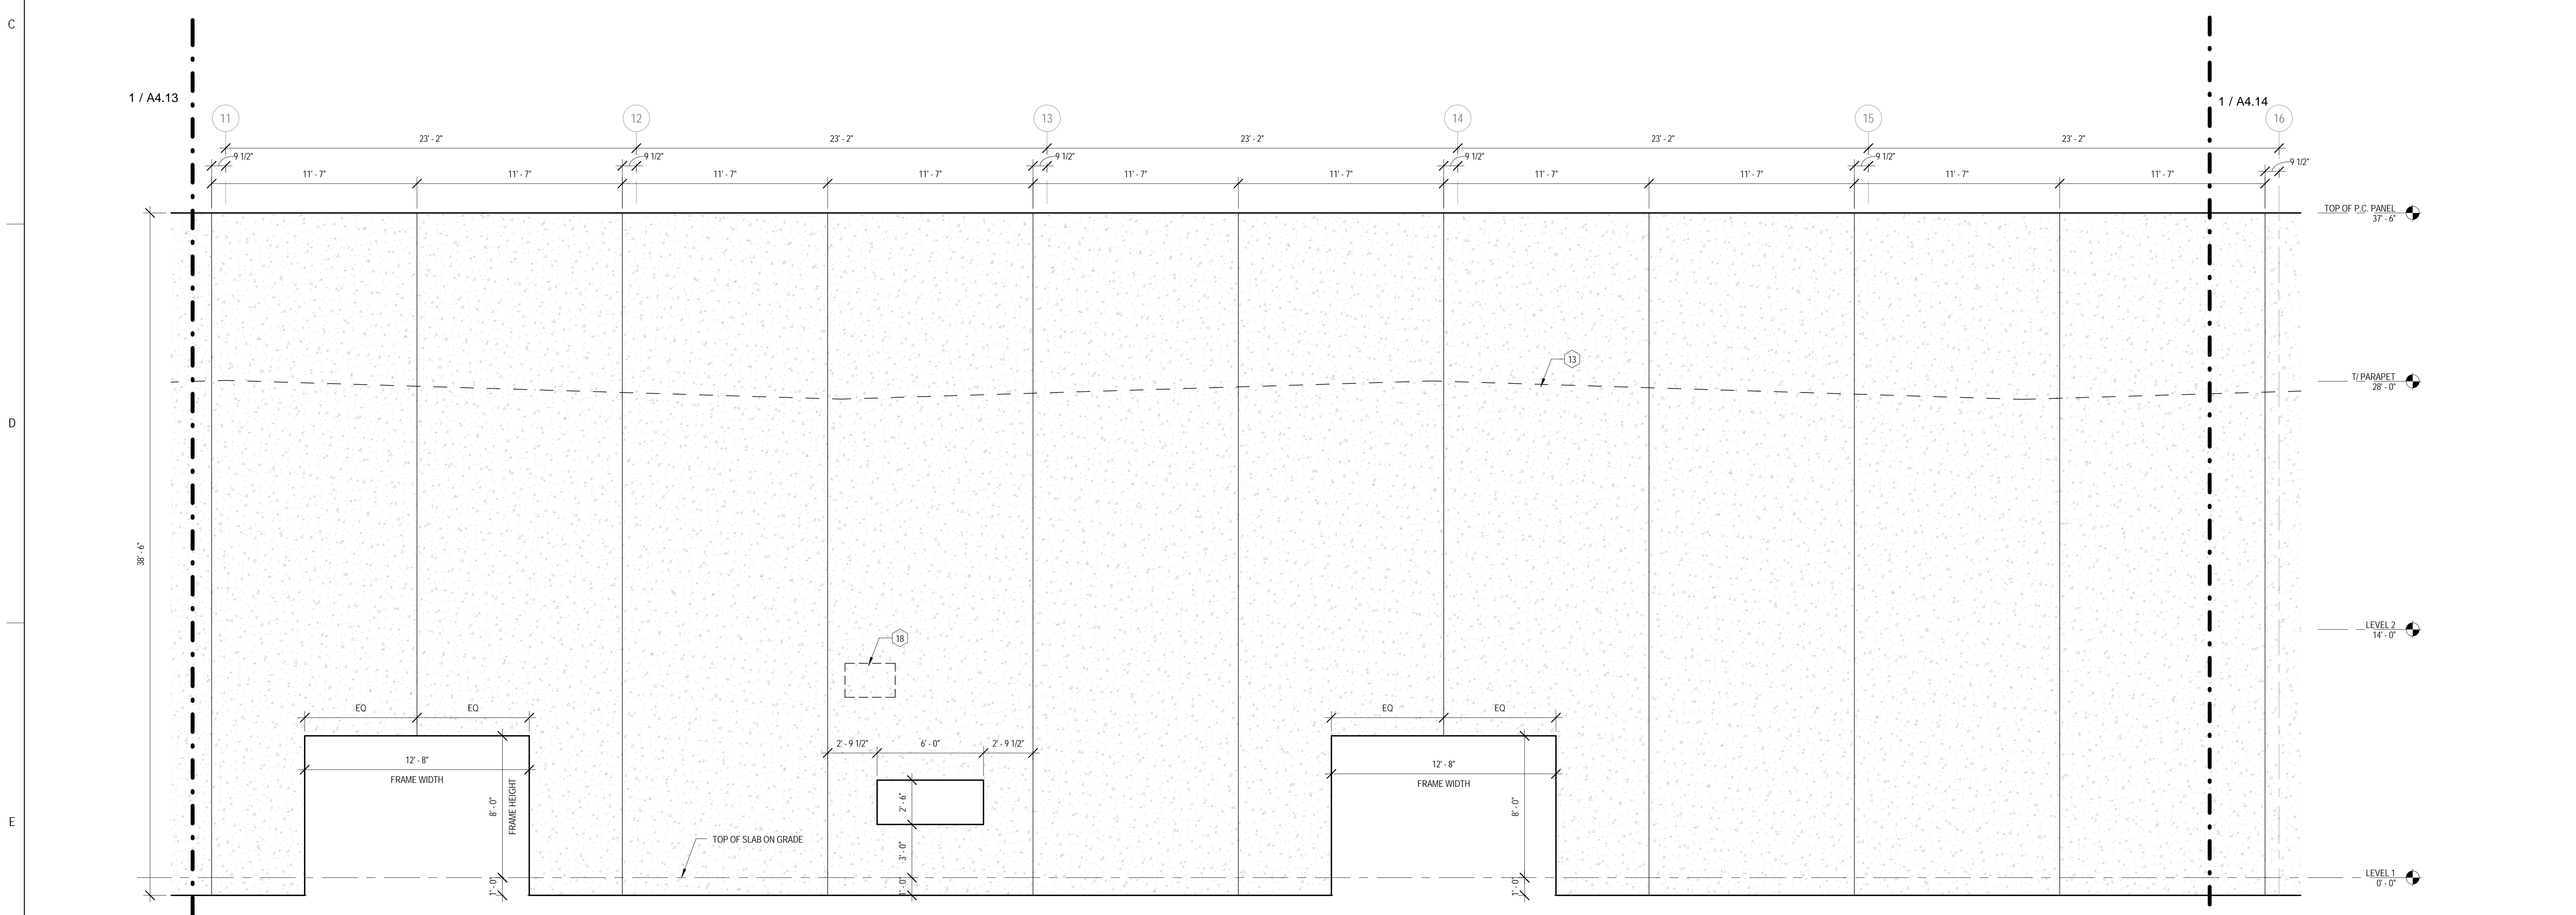 C
1 / A4.13
1 / A4.14
11
12
13
14
15
16
23' - 2"
23' - 2"
23' - 2"
23' - 2"
23' - 2"
9 1/2"
9 1/2"
9 1/2"
9 1/2"
9 1/2"
9 1/2"
11' - 7"
11' - 7"
11' - 7"
11' - 7"
11' - 7"
11' - 7"
11' - 7"
11' - 7"
11' - 7"
11' - 7"
TOP OF P.C. PANEL
37' - 6"
13
T/ PARAPET
28' - 0"
D
38' - 6"
LEVEL 2
14' - 0"
18
EQ
EQ
EQ
EQ
2' - 9 1/2"
6' - 0"
2' - 9 1/2"
12' - 8"
FRAME WIDTH
8' - 0"
FRAME HEIGHT
2' - 6"
12' - 8"
FRAME WIDTH
8' - 0"
E
TOP OF SLAB ON GRADE
3' - 0"
1' - 0"
1' - 0"
1' - 0"
LEVEL 1
0' - 0"